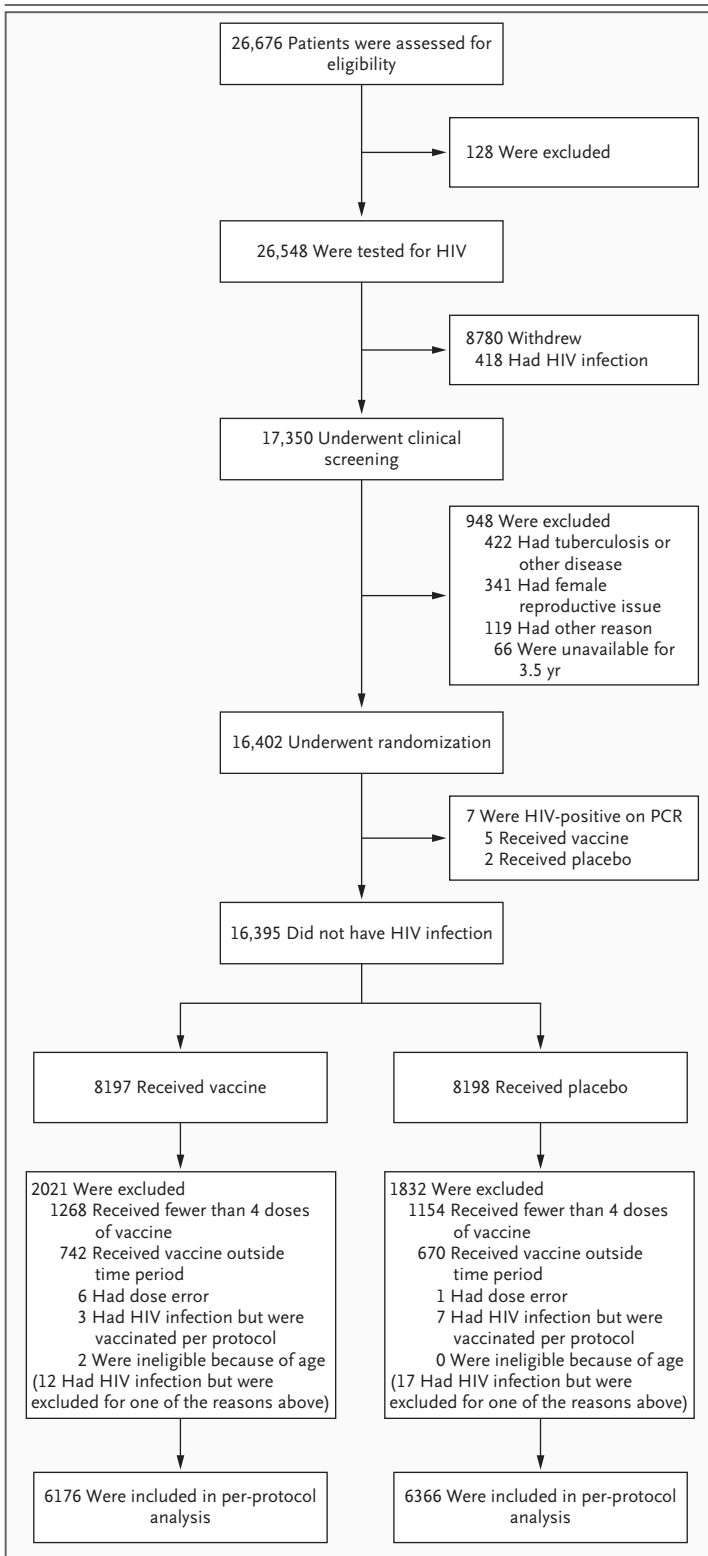 26,676 Patients were assessed for
eligibility
128 Were excluded
26,548 Were tested for HIV
8780 Withdrew
418 Had HIV infection
17,350 Underwent clinical
screening
948 Were excluded
422 Had tuberculosis or
other disease
341 Had female
reproductive issue
119 Had other reason
66 Were unavailable for
3.5 yr
16,402 Underwent randomization
7 Were HIV-positive on PCR
5 Received vaccine
2 Received placebo
16,395 Did not have HIV infection
8197 Received vaccine
8198 Received placebo
2021 Were excluded
1268 Received fewer than 4 doses
of vaccine
742 Received vaccine outside
time period
6 Had dose error
3 Had HIV infection but were
vaccinated per protocol
2 Were ineligible because of age
(12 Had HIV infection but were
excluded for one of the reasons above)
1832 Were excluded
1154 Received fewer than 4 doses
of vaccine
670 Received vaccine outside
time period
1 Had dose error
7 Had HIV infection but were
vaccinated per protocol
0 Were ineligible because of age
(17 Had HIV infection but were
excluded for one of the reasons above)
6176 Were included in per-protocol
analysis
6366 Were included in per-protocol
analysis